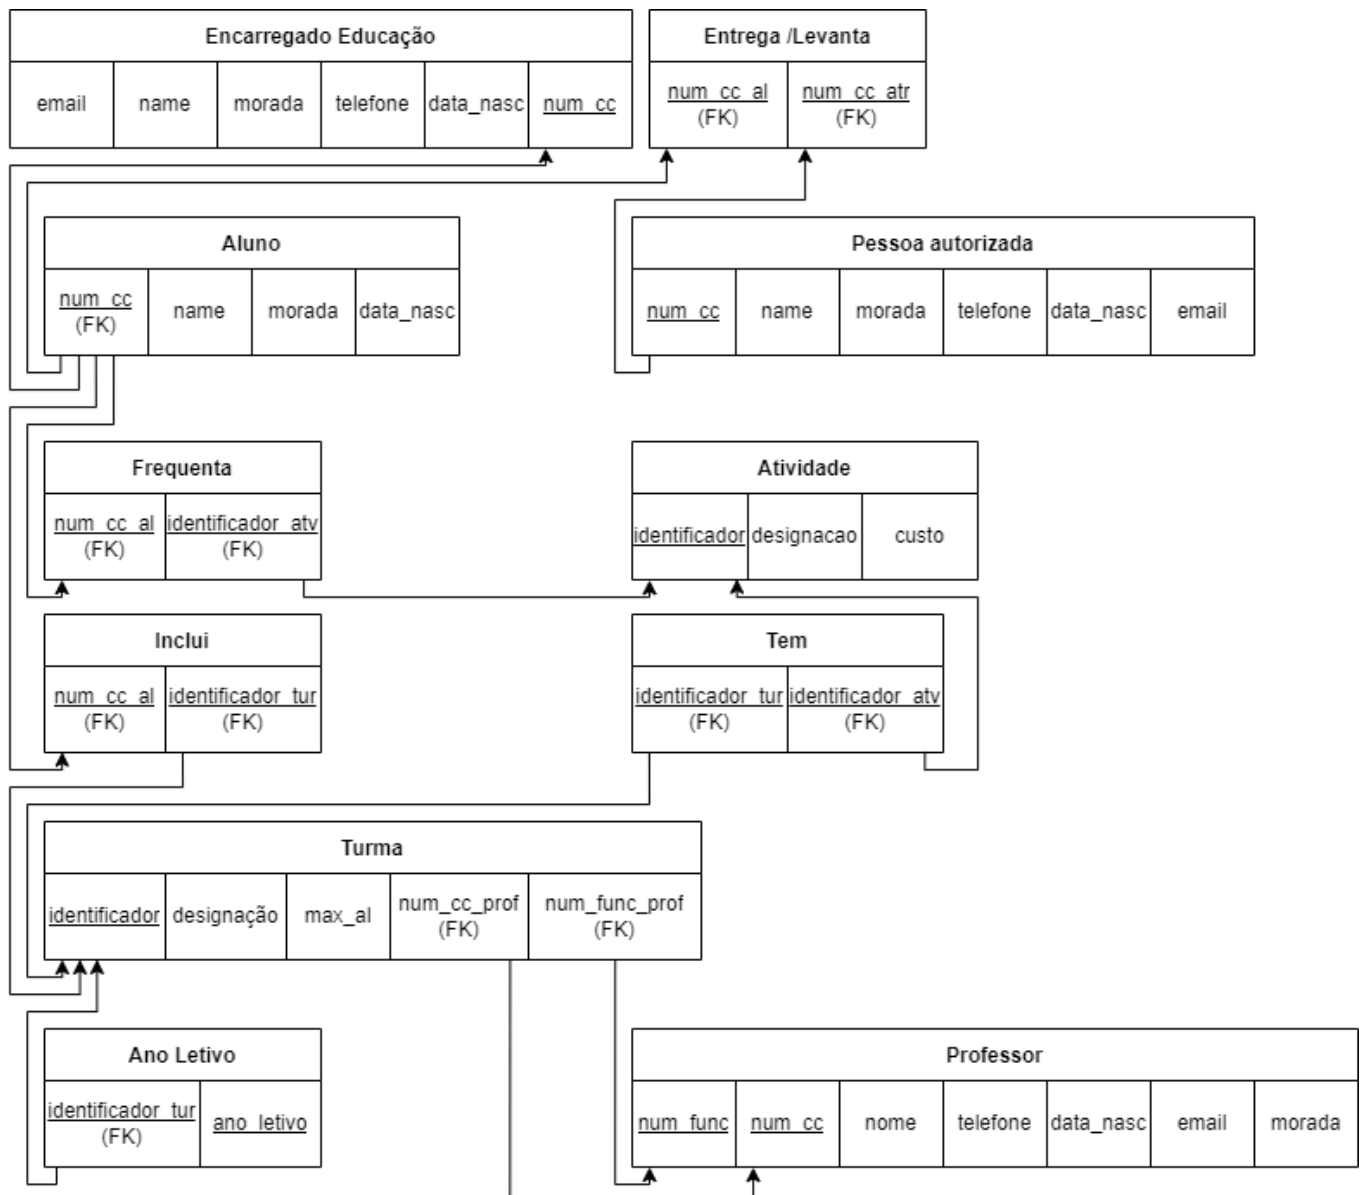 Encarregado Educação
email name morada telefone data_nasc num_cc
Entrega /Levanta
num_cc_al (FK) num_cc_atr (FK)
Aluno
num_cc (FK) name morada data_nasc
Pessoa autorizada
num_cc name morada telefone data_nasc email
Frequenta
num_cc_al (FK) identificador_atv (FK)
Atividade
identificador designacao custo
Inclui
num_cc_al (FK) identificador_tur (FK)
Tem
identificador_tur (FK) identificador_atv (FK)
Turma
identificador designação max_al num_cc_prof (FK) num_func_prof (FK)
Ano Letivo
identificador_tur (FK) ano_letivo
Professor
num_func num_cc nome telefone data_nasc email morada